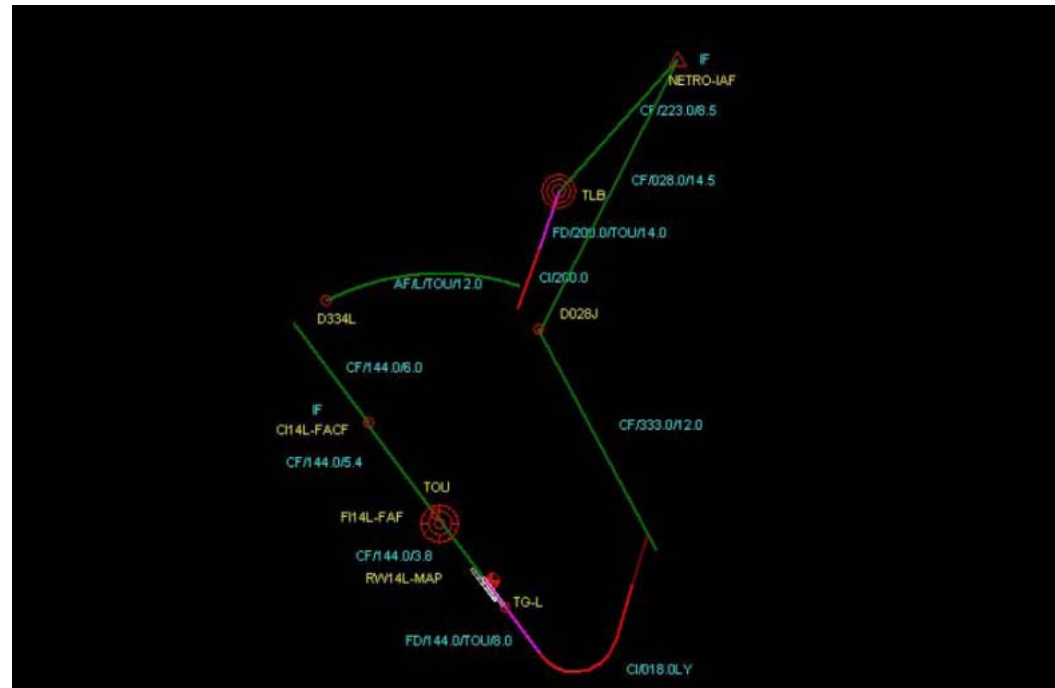 IF
NETRO-IAF
CF/223.0/8.5
CF/028.0/14.5
TLB
FD/200.0/TOU/14.0
CI/200.0
AF/L/TOU/12.0
D334L
D028J
CF/144.0/6.0
IF
CI14L-FACF
CF/333.0/12.0
CF/144.0/5.4
TOU
FI14L-FAF
CF/144.0/3.8
RW14L-MAP
TG-L
FD/144.0/TOU/8.0
CI/018.0LY